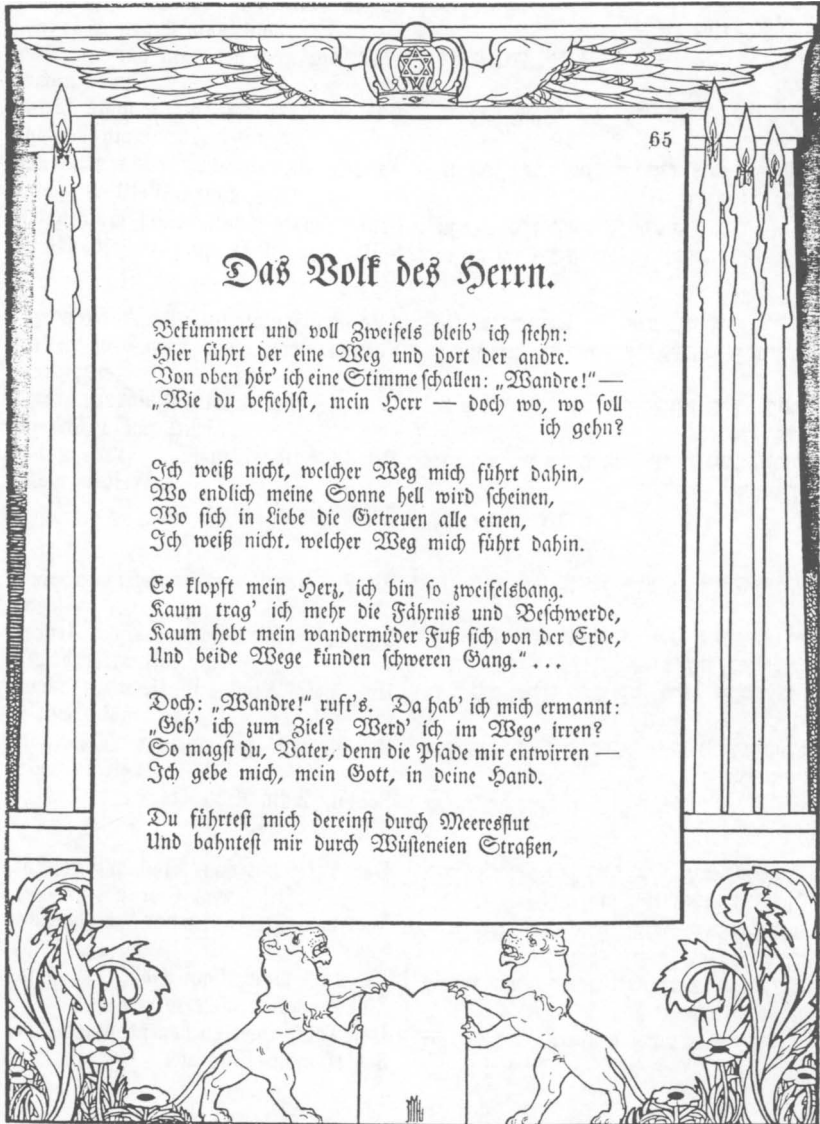 65
Das Volk des Herrn.
Bekümmert und voll Zweifels bleib' ich stehn:
Hier führt der eine Weg und dort der andre.
Von oben hör' ich eine Stimme schallen: „Wandre!“ —
„Wie du befiehlst, mein Herr — doch wo, wo soll
ich gehn?
Ich weiß nicht, welcher Weg mich führt dahin,
Wo endlich meine Sonne hell wird scheinen,
Wo sich in Liebe die Getreuen alle einen,
Ich weiß nicht. welcher Weg mich führt dahin.
Es klopft mein Herz, ich bin so zweifelsbang.
Kaum trag' ich mehr die Fährnis und Beschwerde,
Kaum hebt mein wandermüder Fuß sich von der Erde,
Und beide Wege künden schweren Gang.“ ...
Doch: „Wandre!“ ruft's. Da hab' ich mich ermannt:
„Geh' ich zum Ziel? Werd' ich im Wege irren?
So magst du, Vater, denn die Pfade mir entwirren —
Ich gebe mich, mein Gott, in deine Hand.
Du führtest mich dereinst durch Meeresflut
Und bahntest mir durch Wüsteneien Straßen,